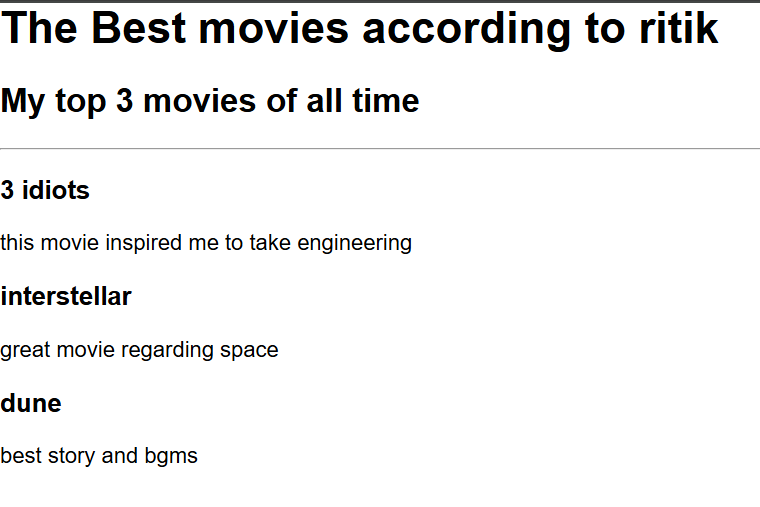 The Best movies according to ritik
My top 3 movies of all time
3 idiots
this movie inspired me to take engineering
interstellar
great movie regarding space
dune
best story and bgms